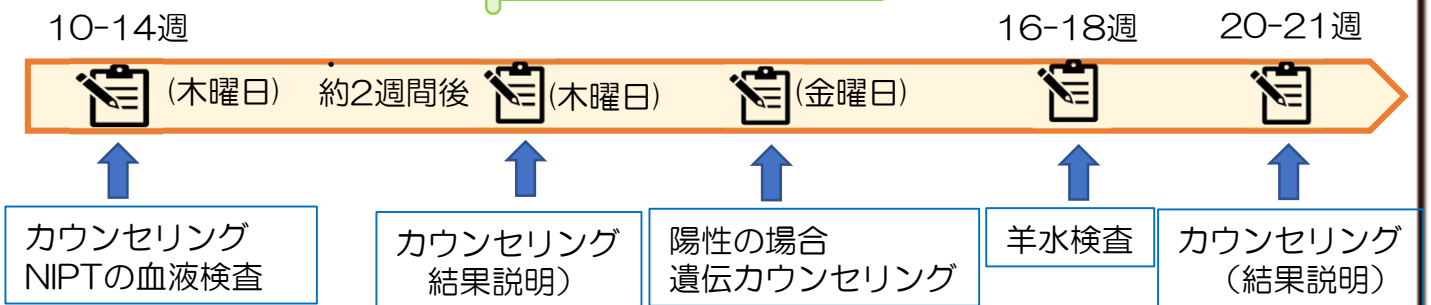 10-14週
16-18週
20-21週
(木曜日)
約2週間後
(木曜日)
(金曜日)
カウンセリング
NIPTの血液検査
カウンセリング
結果説明)
陽性の場合
遺伝カウンセリング
羊水検査
カウンセリング
(結果説明)